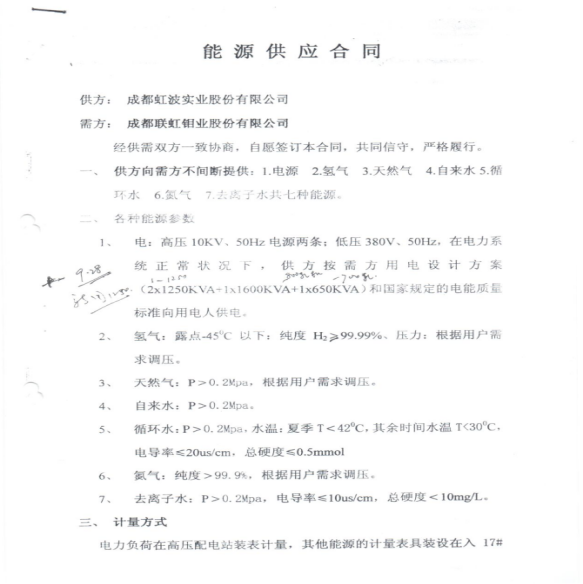 能源供应合同
供方： 成都虹波实业股份有限公司
需方： 成都联虹钼业股份有限公司
经供需双方一致协商，自愿签订本合同，共同信守，严格履行。
一、 供方向需方不间断提供：1.电源 2.氢气 3.天然气 4.自来水 5.循
环水 6.氮气 7.去离子水共七种能源。
二、 各种能源参数
1、 电：高压 10KV、50Hz 电源两条；低压 380V、50Hz，在电力系
9.28
统正常状况下，供方按需方用电设计方案
(2x1250KVA+1x1600KVA+1x650KVA）和国家规定的电能质量
标准向用电人供电。
2、 氢气：露点-45℃ 以下；纯度 H₂≥99.99%、压力：根据用户需
求调压。
3、 天然气：P＞0.2Mpa，根据用户需求调压。
4、 自来水：P＞0.2Mpa。
5、 循环水：P＞0.2Mpa，水温：夏季 T＜42⁰C，其余时间水温 T<30⁰C，
电导率≤20us/cm，总硬度≤0.5mmol
6、 氮气：纯度＞99.9%，根据用户需求调压。
7、 去离子水：P＞0.2Mpa，电导率≤10us/cm，总硬度＜10mg/L。
三、 计量方式
电力负荷在高压配电站装表计量，其他能源的计量表具装设在入 17#